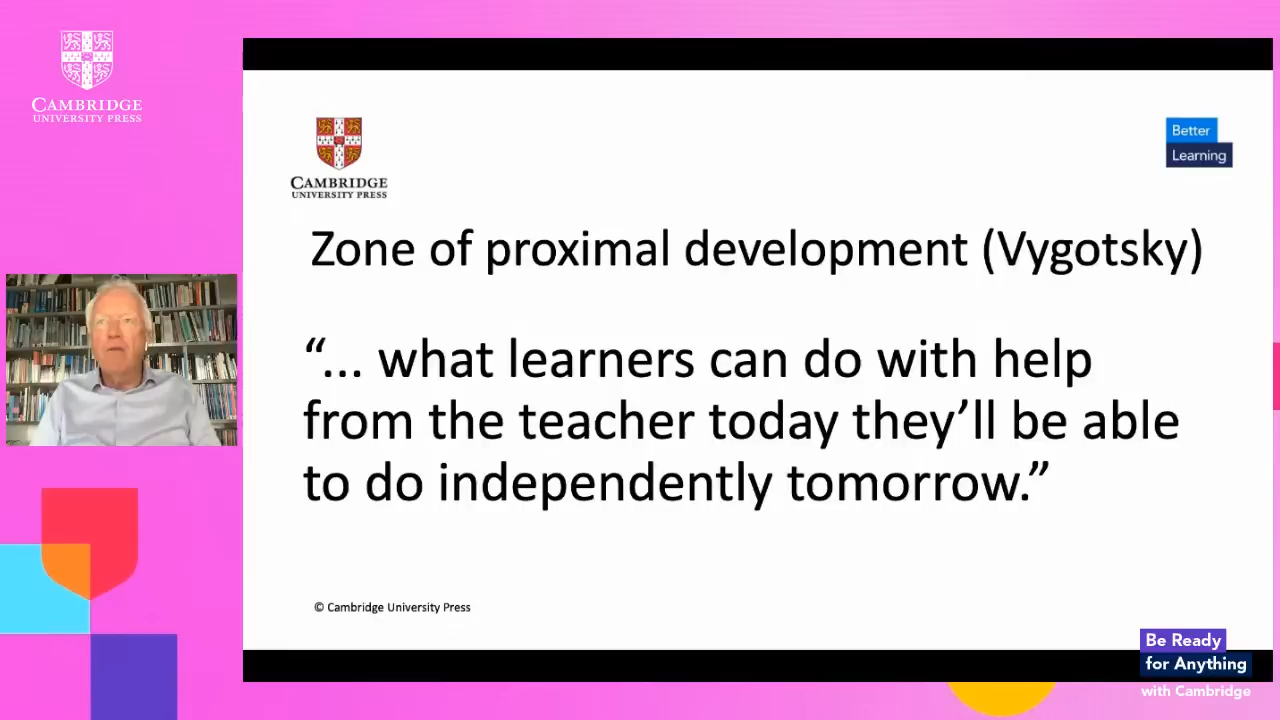 CAMBRIDGE
UNIVERSITY PRESS
CAMBRIDGE
UNIVERSITY PRESS
Better
Learning
Zone of proximal development (Vygotsky)
“... what learners can do with help
from the teacher today they’ll be able
to do independently tomorrow.”
© Cambridge University Press
Be Ready
for Anything
with Cambridge